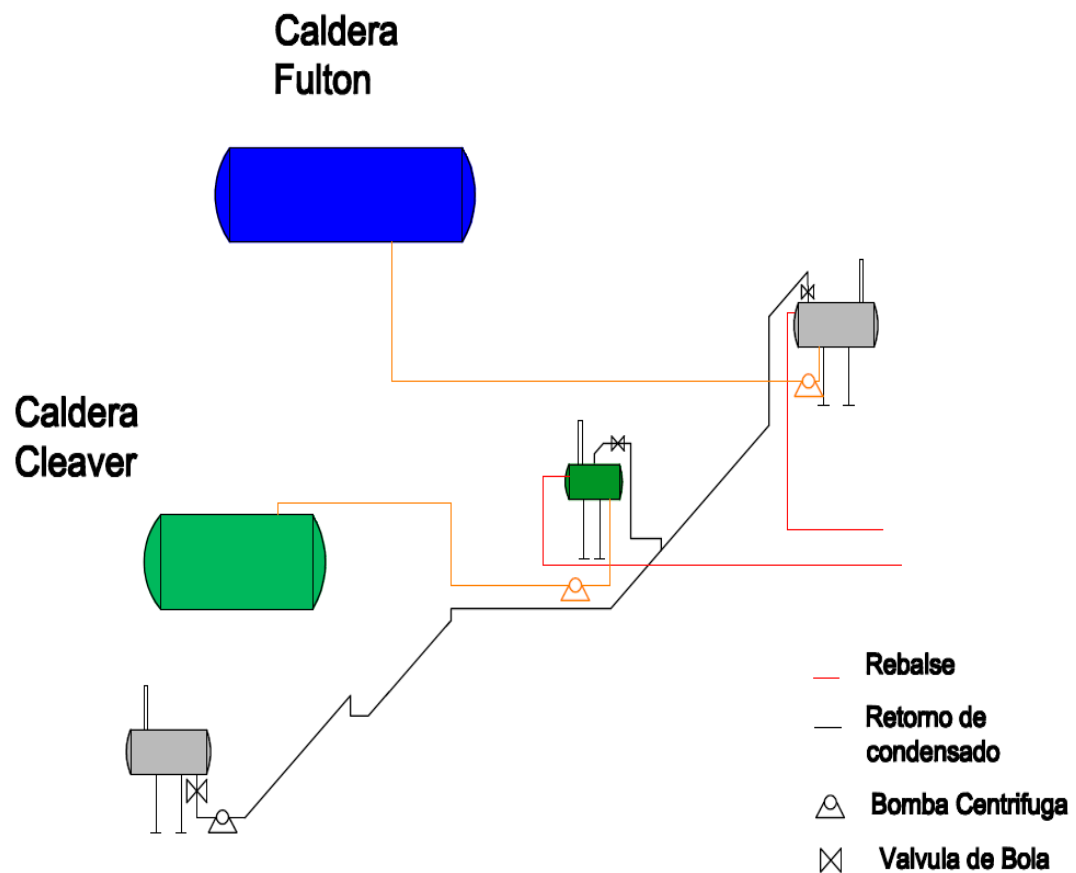 Caldera
Fulton
Caldera
Cleaver
Rebalse
Retorno de
condensado
Bomba Centrifuga
Valvula de Bola